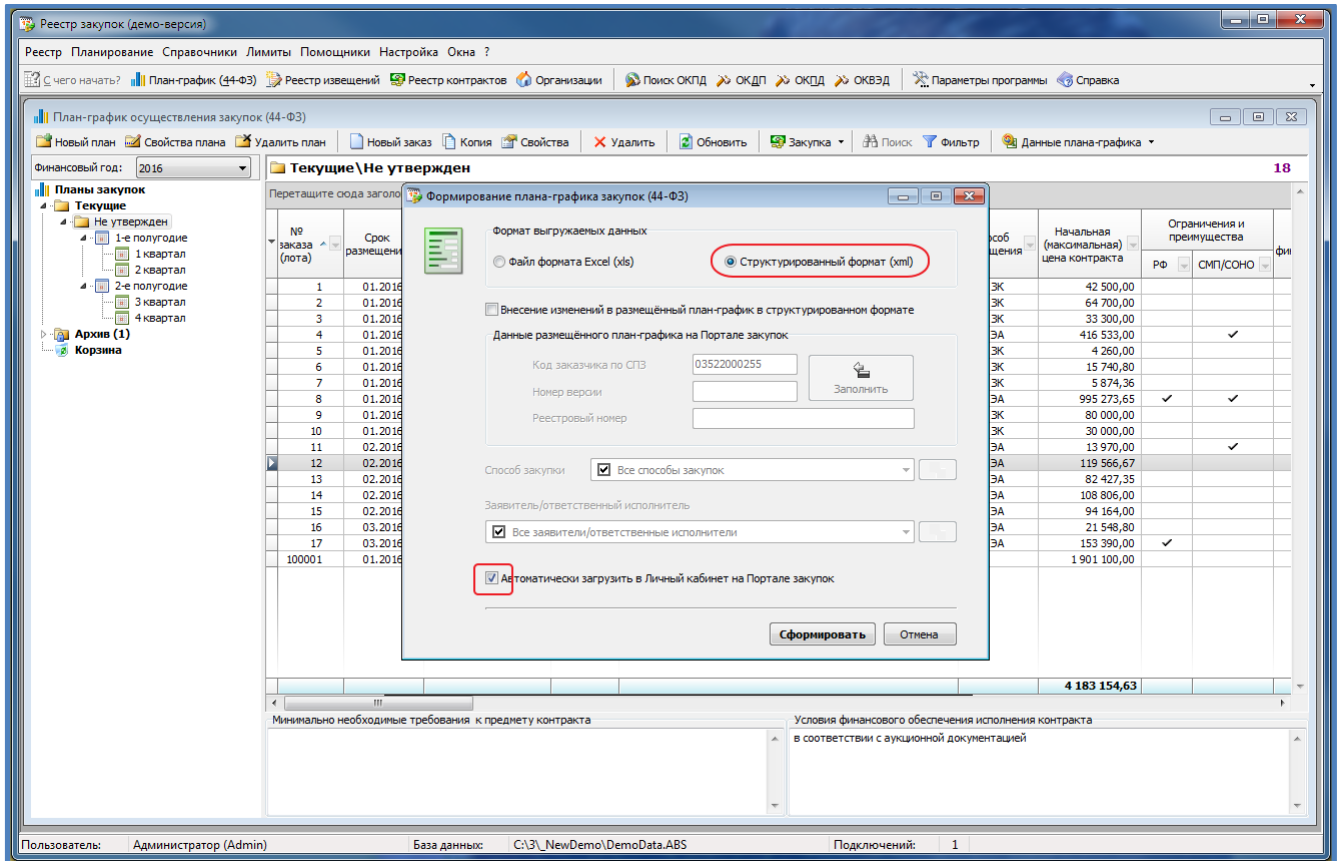 Реестр закупок (демо-версия)
Реестр Планирование Справочники Лимиты Помощники Настройка Окна ?
С чего начать? План-график (44-ФЗ) Реестр извещений Реестр контрактов Организации Поиск ОКПД ОКДП ОКПД ОКВЭД Параметры программы Справка
План-график осуществления закупок (44-ФЗ)
Новый план Свойства плана Удалить план Новый заказ Копия Свойства Удалить Обновить Закупка Поиск Фильтр Данные плана-графика
Финансовый год: 2016
Текущие\Не утвержден 18
Планы закупок
Текущие
Не утвержден
1-е полугодие
1 квартал
2 квартал
2-е полугодие
3 квартал
4 квартал
Архив (1)
Корзина
Перетащите сюда заголо
№ заказа (лота)
Срок размещени
соб щения
Начальная (максимальная) цена контракта
Ограничения и преимущества
РФ СМП/СОНО
фи
1 01.2016 ЗК 42 500,00
2 01.2016 ЗК 64 700,00
3 01.2016 ЗК 33 300,00
4 01.2016 ЭА 416 533,00 ✓
5 01.2016 ЗК 4 260,00
6 01.2016 ЗК 15 740,80
7 01.2016 ЗК 5 874,36
8 01.2016 ЭА 995 273,65 ✓ ✓
9 01.2016 ЗК 80 000,00
10 01.2016 ЗК 30 000,00
11 02.2016 ЭА 13 970,00 ✓
12 02.2016 ЭА 119 566,67
13 02.2016 ЭА 82 427,35
14 02.2016 ЭА 108 806,00
15 02.2016 ЭА 94 164,00
16 03.2016 ЭА 21 548,80
17 03.2016 ЭА 153 390,00 ✓
100001 01.2016 1 901 100,00
4 183 154,63
Формирование плана-графика закупок (44-ФЗ)
Формат выгружаемых данных
Файл формата Excel (xls) Структурированный формат (xml)
Внесение изменений в размещённый план-график в структурированном формате
Данные размещённого план-графика на Портале закупок
Код заказчика по СПЗ 03522000255
Заполнить
Номер версии
Реестровый номер
Способ закупки Все способы закупок
Заявитель/ответственный исполнитель
Все заявители/ответственные исполнители
Автоматически загрузить в Личный кабинет на Портале закупок
Сформировать Отмена
Минимально необходимые требования к предмету контракта
Условия финансового обеспечения исполнения контракта
в соответствии с аукционной документацией
Пользователь: Администратор (Admin) База данных: C:\3\_NewDemo\DemoData.ABS Подключений: 1